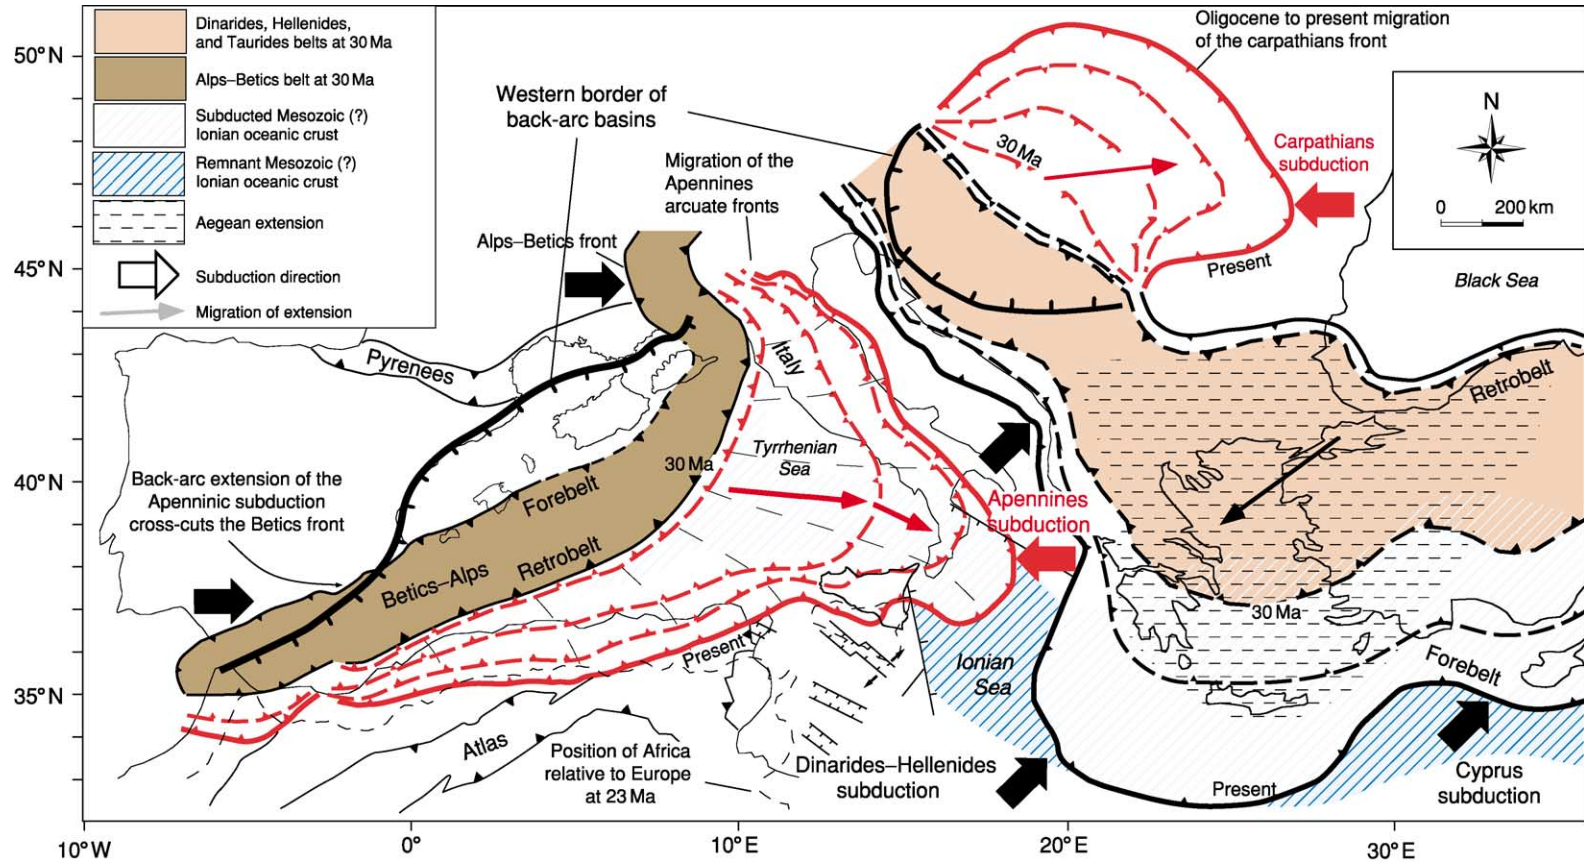 50°N
45°N
40°N
35°N
10°W
0°
10°E
20°E
30°E
Dinarides, Hellenides,
and Taurides belts at 30 Ma
Alps–Betics belt at 30 Ma
Subducted Mesozoic (?)
Ionian oceanic crust
Remnant Mesozoic (?)
Ionian oceanic crust
Aegean extension
Subduction direction
Migration of extension
Western border of
back-arc basins
Migration of the
Apennines
arcuate fronts
Alps–Betics front
Oligocene to present migration
of the carpathians front
30 Ma
Carpathians
subduction
Present
N
0 200 km
Black Sea
Pyrenees
Italy
Retrobelt
Tyrrhenian
Sea
30 Ma
Back-arc extension of the
Apenninic subduction
cross-cuts the Betics front
Forebelt
Retrobelt
Betics–Alps
Apennines
subduction
30 Ma
Present
Ionian
Sea
Forebelt
Atlas
Position of Africa
relative to Europe
at 23 Ma
Dinarides–Hellenides
subduction
Present
Cyprus
subduction